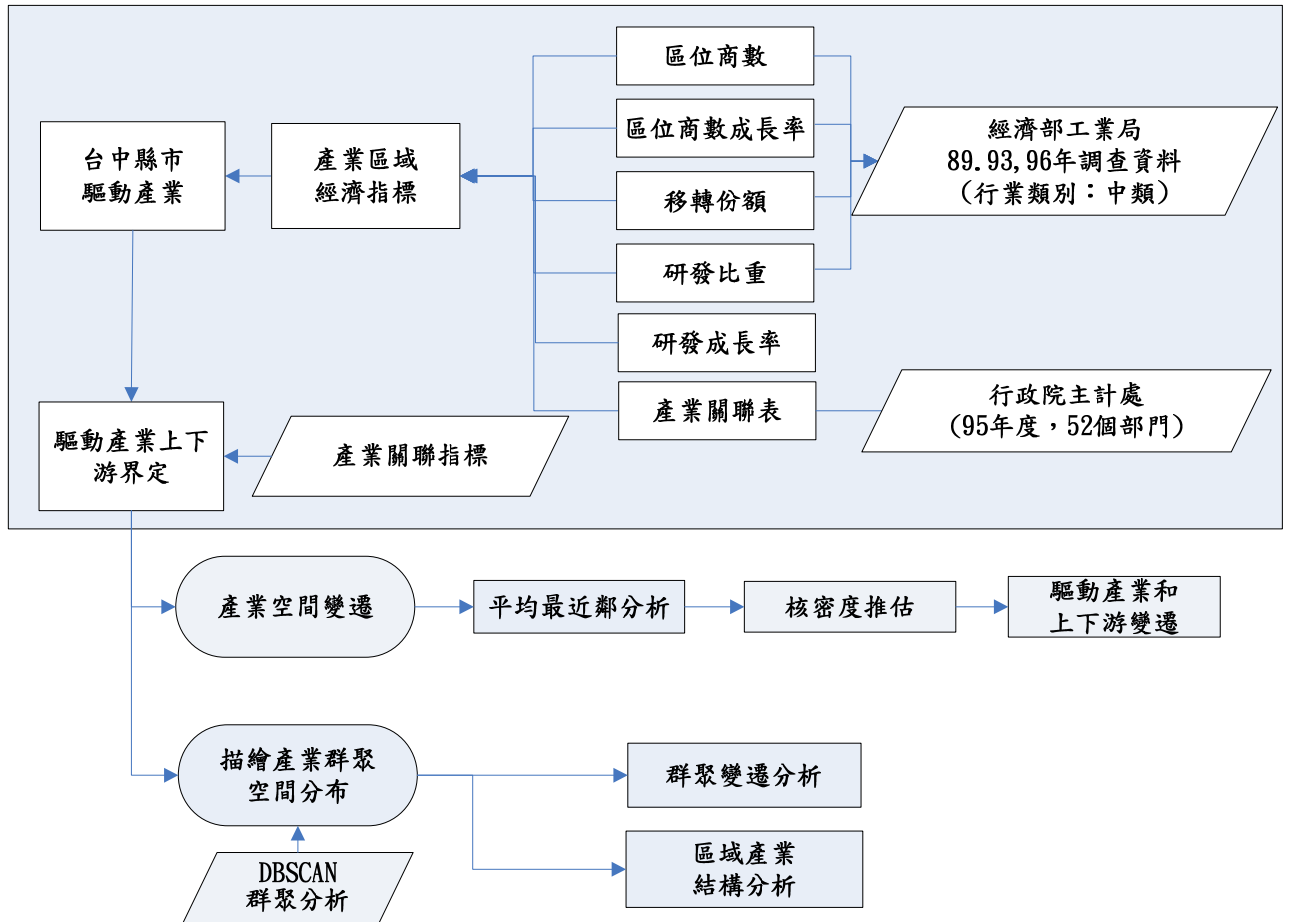 區位商數
區位商數成長率
移轉份額
研發比重
研發成長率
產業關聯表
經濟部工業局
89.93,96年調查資料
(行業類別：中類)
行政院主計處
(95年度，52個部門)
台中縣市
驅動產業
產業區域
經濟指標
驅動產業上下
游界定
產業關聯指標
產業空間變遷
平均最近鄰分析
核密度推估
驅動產業和
上下游變遷
描繪產業群聚
空間分布
群聚變遷分析
區域產業
結構分析
DBSCAN
群聚分析